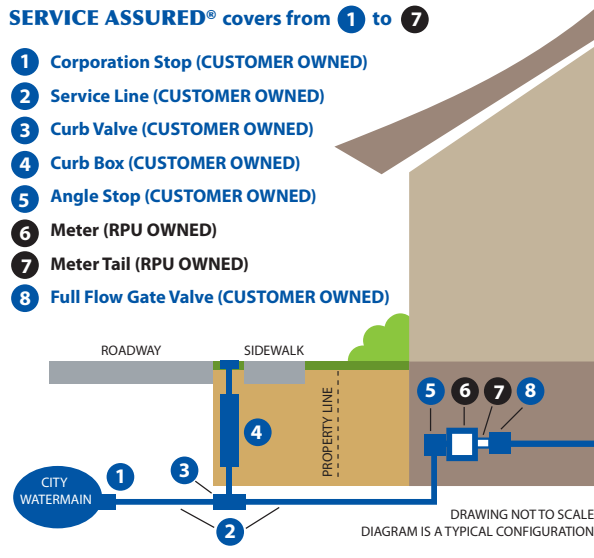 SERVICE ASSURED® covers from 1 to 7
1 Corporation Stop (CUSTOMER OWNED)
2 Service Line (CUSTOMER OWNED)
3 Curb Valve (CUSTOMER OWNED)
4 Curb Box (CUSTOMER OWNED)
5 Angle Stop (CUSTOMER OWNED)
6 Meter (RPU OWNED)
7 Meter Tail (RPU OWNED)
8 Full Flow Gate Valve (CUSTOMER OWNED)
ROADWAY
SIDEWALK
PROPERTY LINE
5 6 7 8
4
3
1
CITY
WATERMAIN
2
DRAWING NOT TO SCALE
DIAGRAM IS A TYPICAL CONFIGURATION